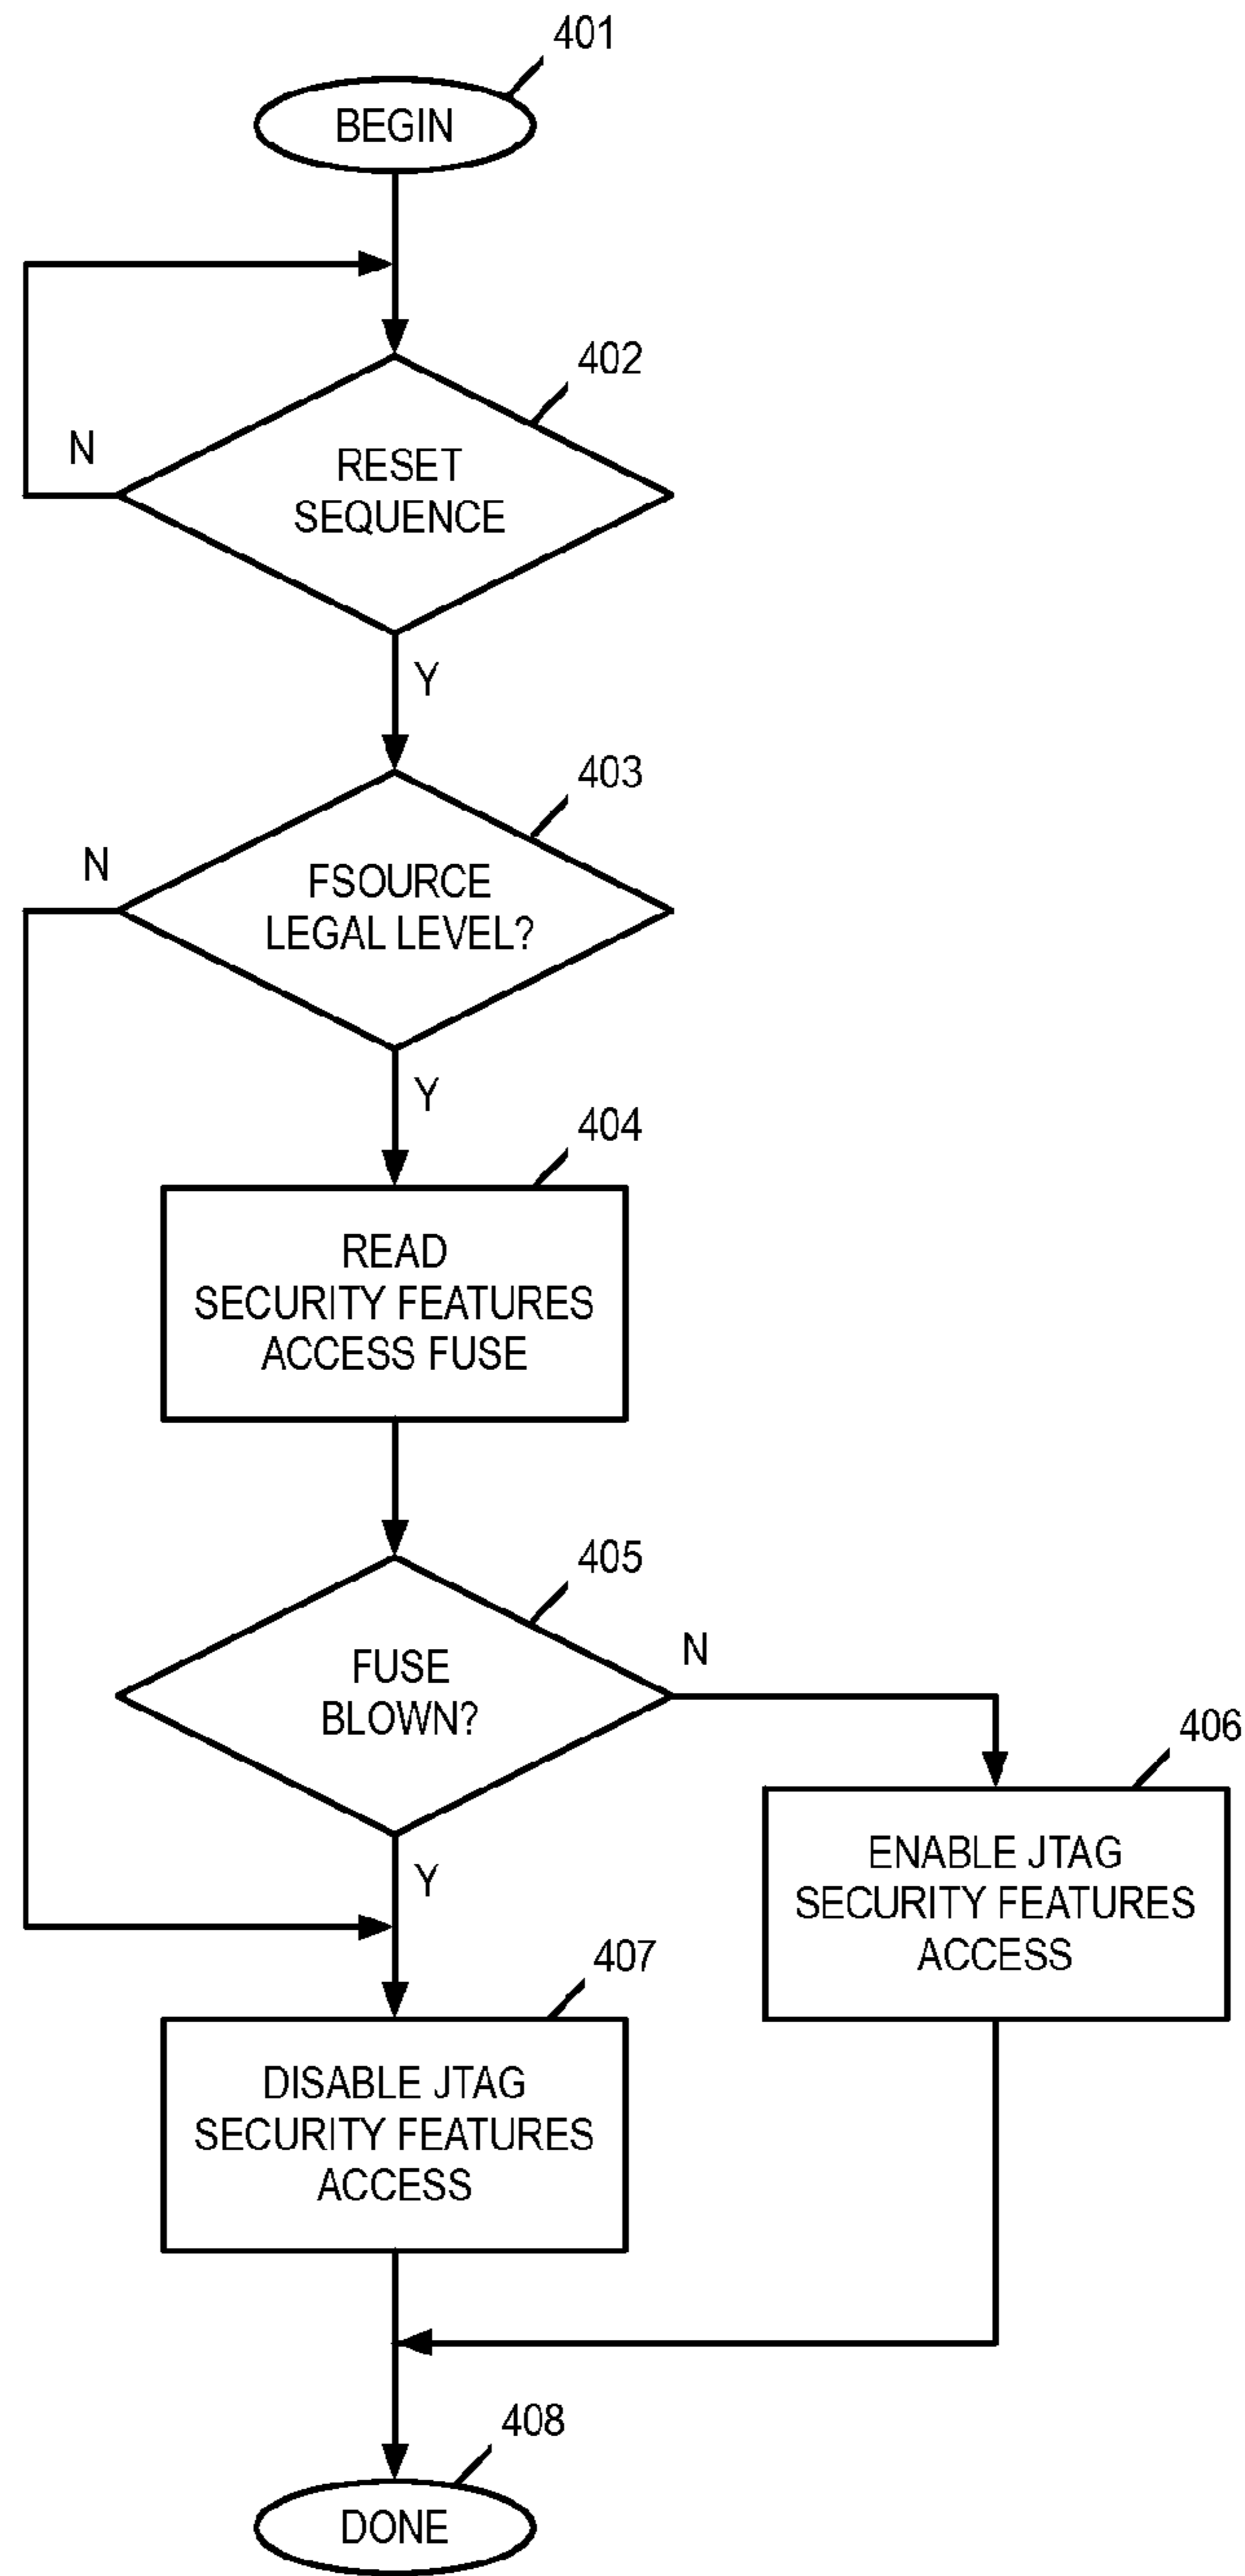 401
BEGIN
402
N
RESET
SEQUENCE
Y
403
N
FSOURCE
LEGAL LEVEL?
Y
404
READ
SECURITY FEATURES
ACCESS FUSE
405
N
FUSE
BLOWN?
406
Y
ENABLE JTAG
SECURITY FEATURES
ACCESS
407
DISABLE JTAG
SECURITY FEATURES
ACCESS
408
DONE